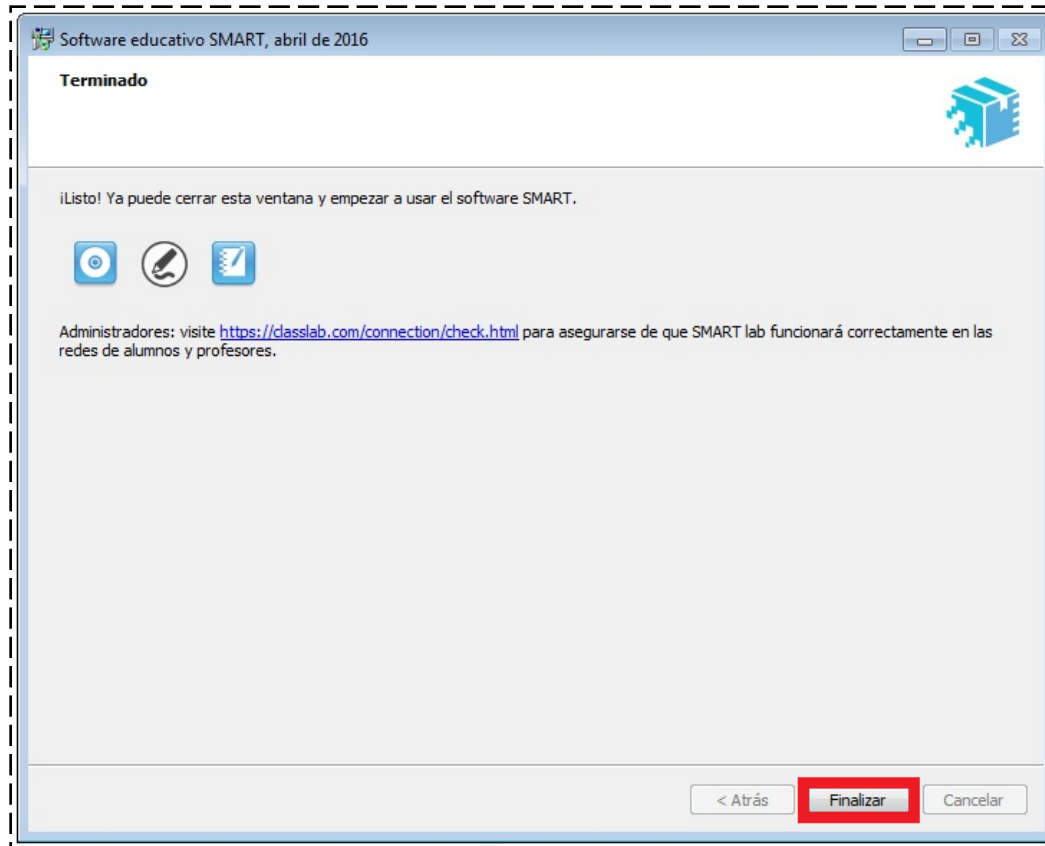 Software educativo SMART, abril de 2016
Terminado
¡Listo! Ya puede cerrar esta ventana y empezar a usar el software SMART.
Administradores: visite https://classlab.com/connection/check.html para asegurarse de que SMART lab funcionará correctamente en las
redes de alumnos y profesores.
< Atrás
Finalizar
Cancelar